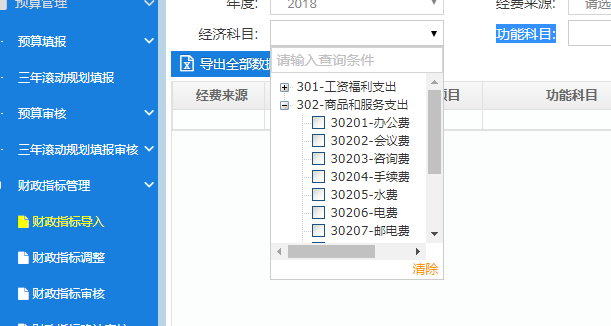 预算管理
年度:
2018
经费来源:
请选
预算填报
经济科目:
功能科目:
导出全部数据
请输入查询条件
三年滚动规划填报
301-工资福利支出
经费来源
项目
功能科目
302-商品和服务支出
预算审核
30201-办公费
30202-会议费
三年滚动规划填报审核
30203-咨询费
30204-手续费
财政指标管理
30205-水费
30206-电费
财政指标导入
30207-邮电费
财政指标调整
清除
财政指标审核